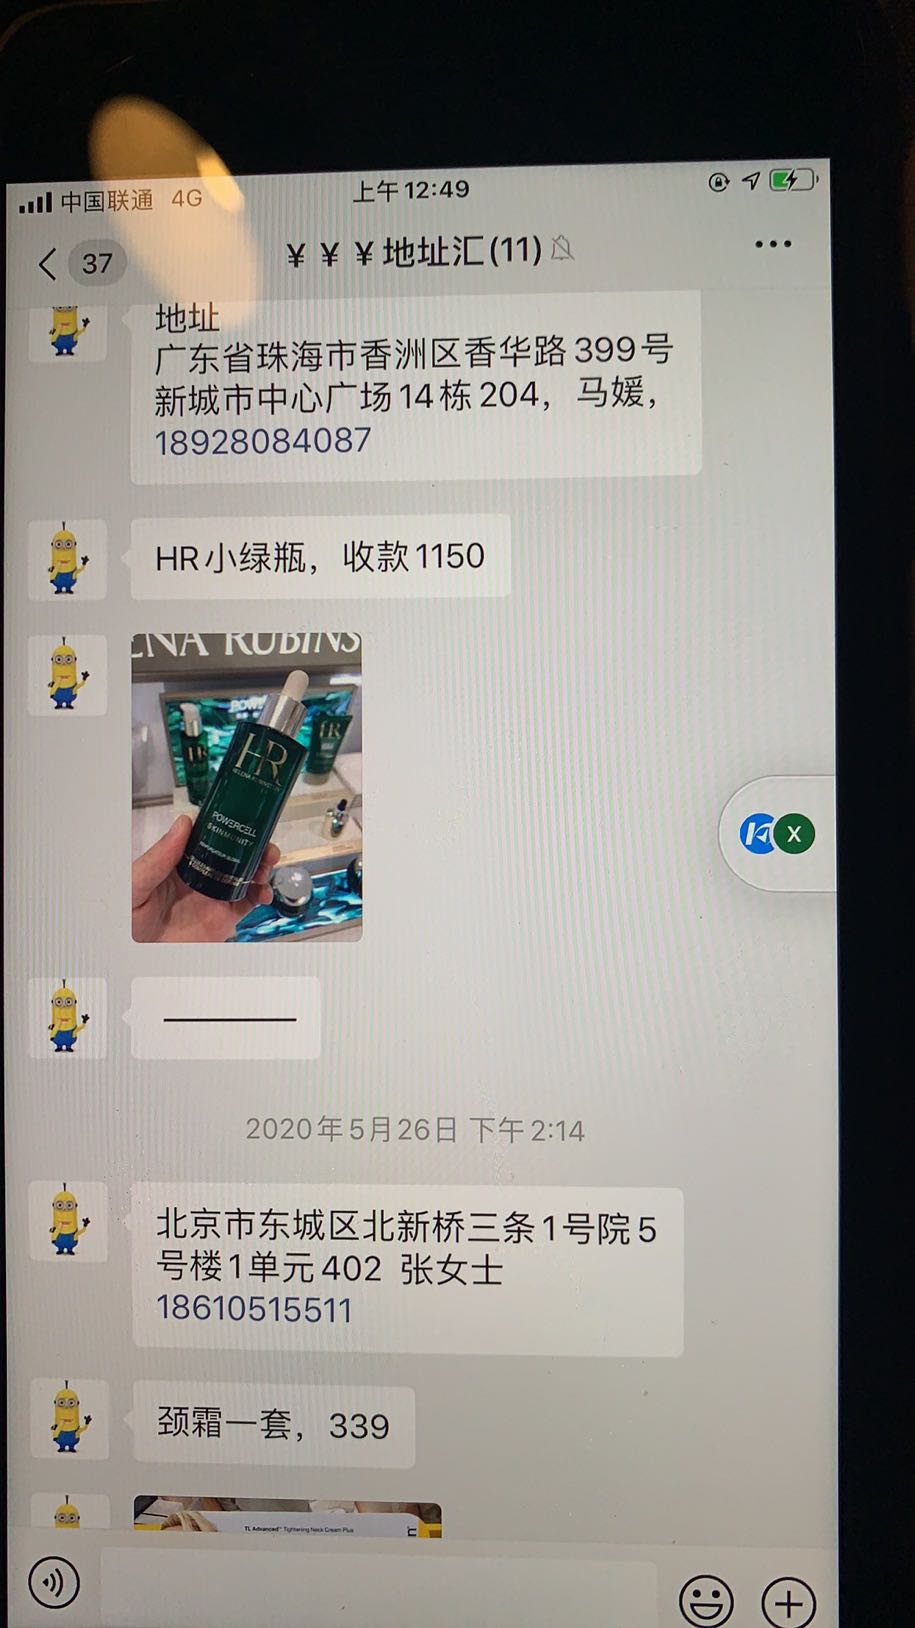 中国联通 4G 上午12:49
37 ￥￥￥地址汇(11)
地址
广东省珠海市香洲区香华路399号
新城市中心广场14栋204，马媛，
18928084087
HR小绿瓶，收款1150
ENA RUBINS
HR
HELENA RUBINSTEIN
POWERCELL
SKINMUNITY
X
2020年5月26日 下午2:14
北京市东城区北新桥三条1号院5
号楼1单元402 张女士
18610515511
颈霜一套，339
TL Advanced™ Tightening Neck Cream Plus